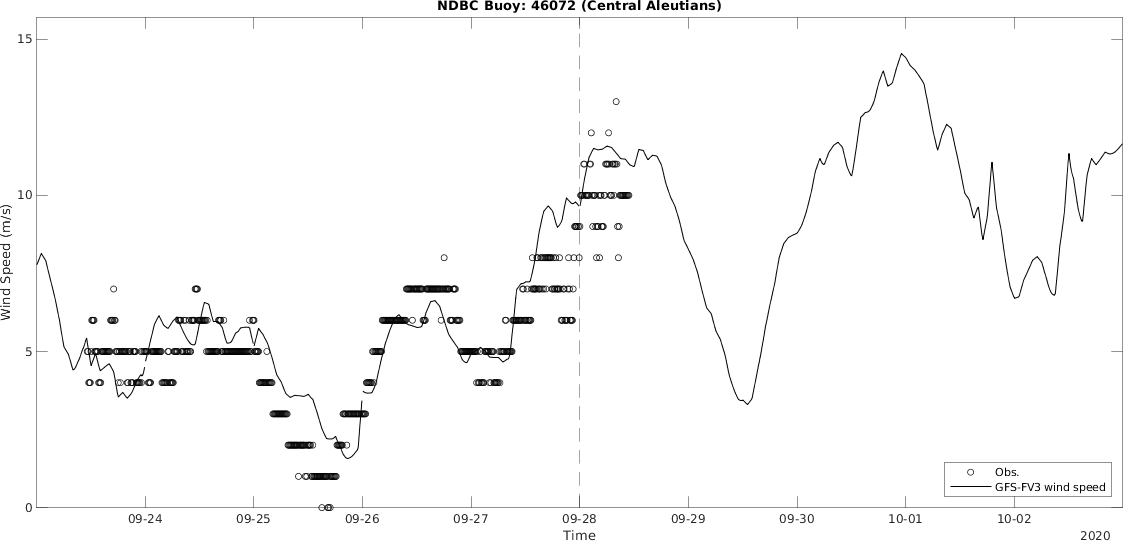 NDBC Buoy: 46072 (Central Aleutians)
15
10
5
0
Wind Speed (m/s)
Obs.
GFS-FV3 wind speed
09-24 09-25 09-26 09-27 09-28 09-29 09-30 10-01 10-02
Time
2020